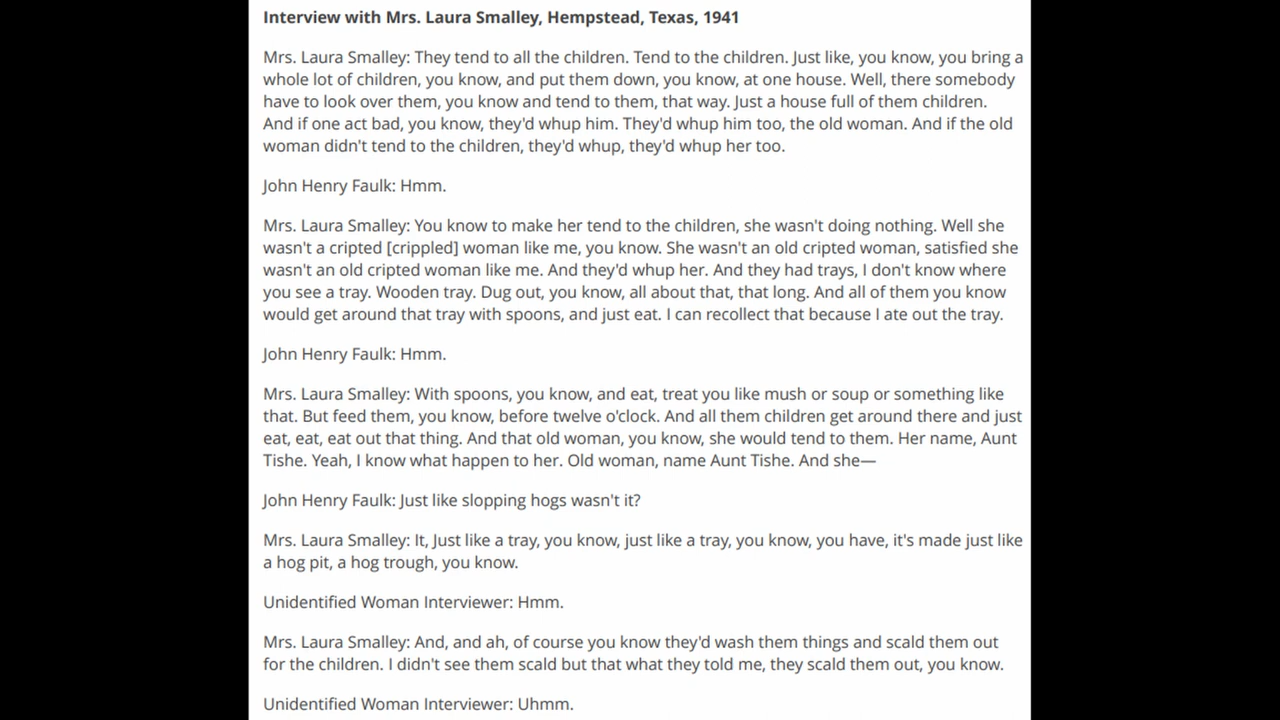 Interview with Mrs. Laura Smalley, Hempstead, Texas, 1941
Mrs. Laura Smalley: They tend to all the children. Tend to the children. Just like, you know, you bring a
whole lot of children, you know, and put them down, you know, at one house. Well, there somebody
have to look over them, you know and tend to them, that way. Just a house full of them children.
And if one act bad, you know, they'd whup him. They'd whup him too, the old woman. And if the old
woman didn't tend to the children, they'd whup, they'd whup her too.
John Henry Faulk: Hmm.
Mrs. Laura Smalley: You know to make her tend to the children, she wasn't doing nothing. Well she
wasn't a cripted [crippled] woman like me, you know. She wasn't an old cripted woman, satisfied she
wasn't an old cripted woman like me. And they'd whup her. And they had trays, I don't know where
you see a tray. Wooden tray. Dug out, you know, all about that, that long. And all of them you know
would get around that tray with spoons, and just eat. I can recollect that because I ate out the tray.
John Henry Faulk: Hmm.
Mrs. Laura Smalley: With spoons, you know, and eat, treat you like mush or soup or something like
that. But feed them, you know, before twelve o'clock. And all them children get around there and just
eat, eat, eat out that thing. And that old woman, you know, she would tend to them. Her name, Aunt
Tishe. Yeah, I know what happen to her. Old woman, name Aunt Tishe. And she—
John Henry Faulk: Just like slopping hogs wasn't it?
Mrs. Laura Smalley: It, Just like a tray, you know, just like a tray, you know, you have, it's made just like
a hog pit, a hog trough, you know.
Unidentified Woman Interviewer: Hmm.
Mrs. Laura Smalley: And, and ah, of course you know they'd wash them things and scald them out
for the children. I didn't see them scald but that what they told me, they scald them out, you know.
Unidentified Woman Interviewer: Uhmm.